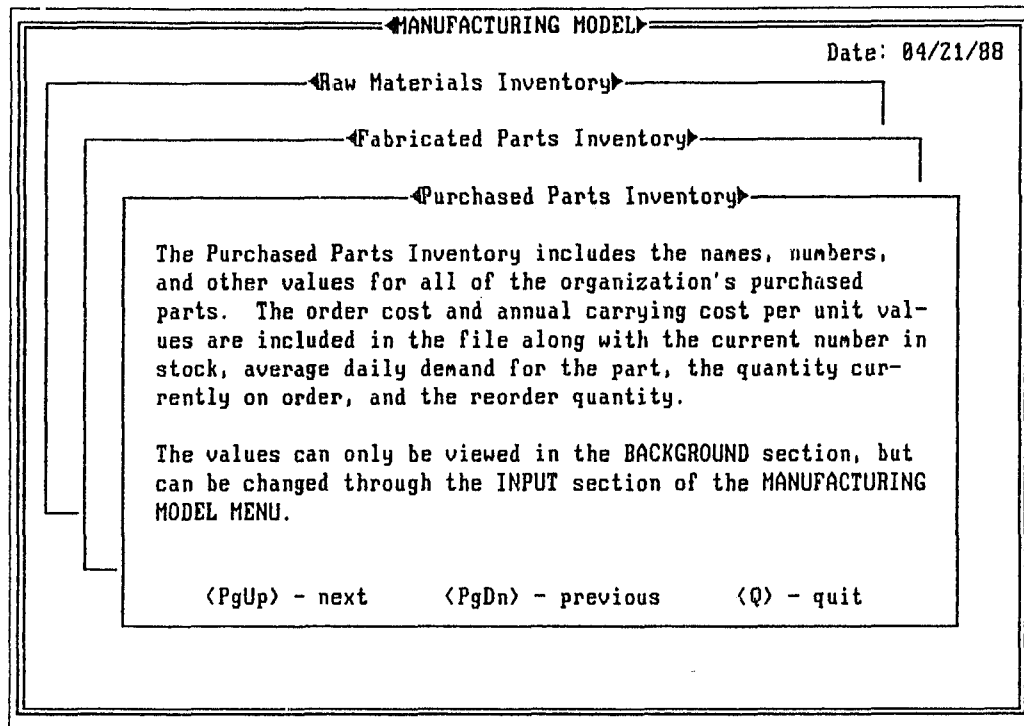 MANUFACTURING MODEL
Date: 04/21/88
Raw Materials Inventory
Fabricated Parts Inventory
Purchased Parts Inventory
The Purchased Parts Inventory includes the names, numbers,
and other values for all of the organization's purchased
parts.  The order cost and annual carrying cost per unit val-
ues are included in the file along with the current number in
stock, average daily demand for the part, the quantity cur-
rently on order, and the reorder quantity.
The values can only be viewed in the BACKGROUND section, but
can be changed through the INPUT section of the MANUFACTURING
MODEL MENU.
<PgUp> - next <PgDn> - previous <Q> - quit